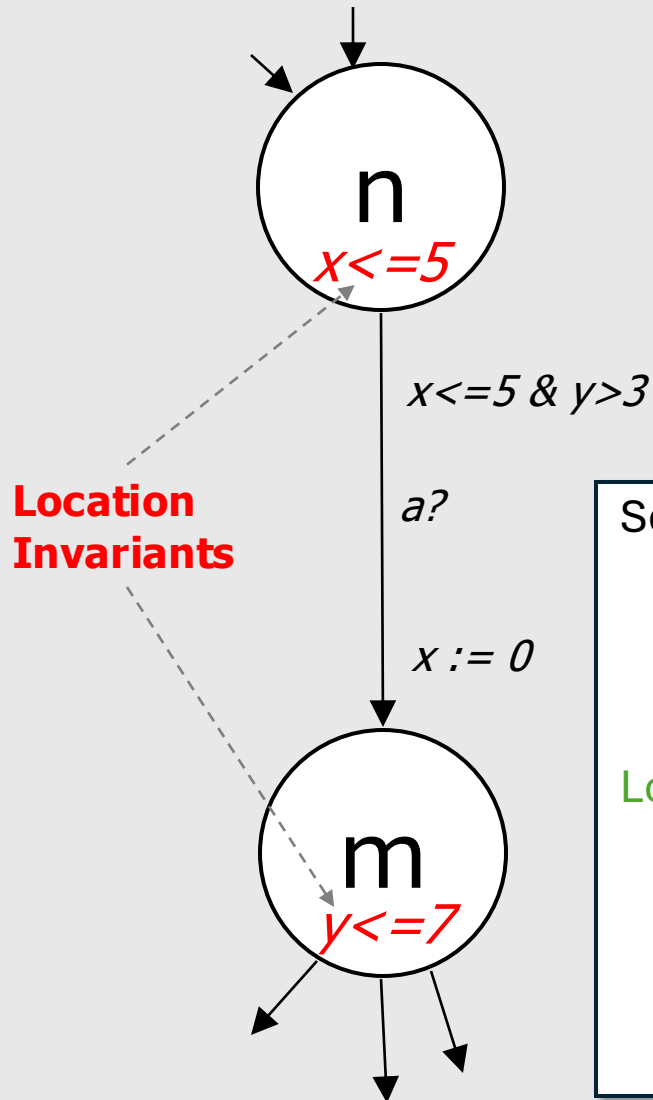 n
x<=5
x<=5 & y>3
Location
Invariants
a?
x := 0
m
y<=7